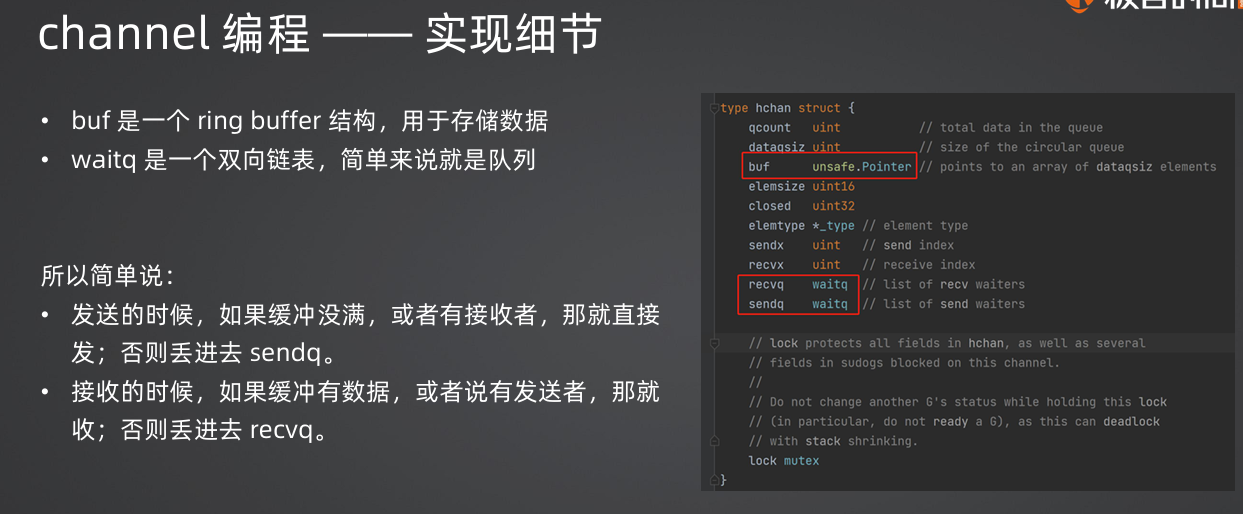 channel 编程 —— 实现细节
• buf 是一个 ring buffer 结构，用于存储数据
• waitq 是一个双向链表，简单来说就是队列
所以简单说：
• 发送的时候，如果缓冲没满，或者有接收者，那就直接
发；否则丢进去 sendq。
• 接收的时候，如果缓冲有数据，或者说有发送者，那就
收；否则丢进去 recvq。
type hchan struct {
qcount uint // total data in the queue
dataqsiz uint // size of the circular queue
buf unsafe.Pointer // points to an array of dataqsiz elements
elemsize uint16
closed uint32
elemtype *_type // element type
sendx uint // send index
recvx uint // receive index
recvq waitq // list of recv waiters
sendq waitq // list of send waiters
// lock protects all fields in hchan, as well as several
// fields in sudogs blocked on this channel.
//
// Do not change another G's status while holding this lock
// (in particular, do not ready a G), as this can deadlock
// with stack shrinking.
lock mutex
}